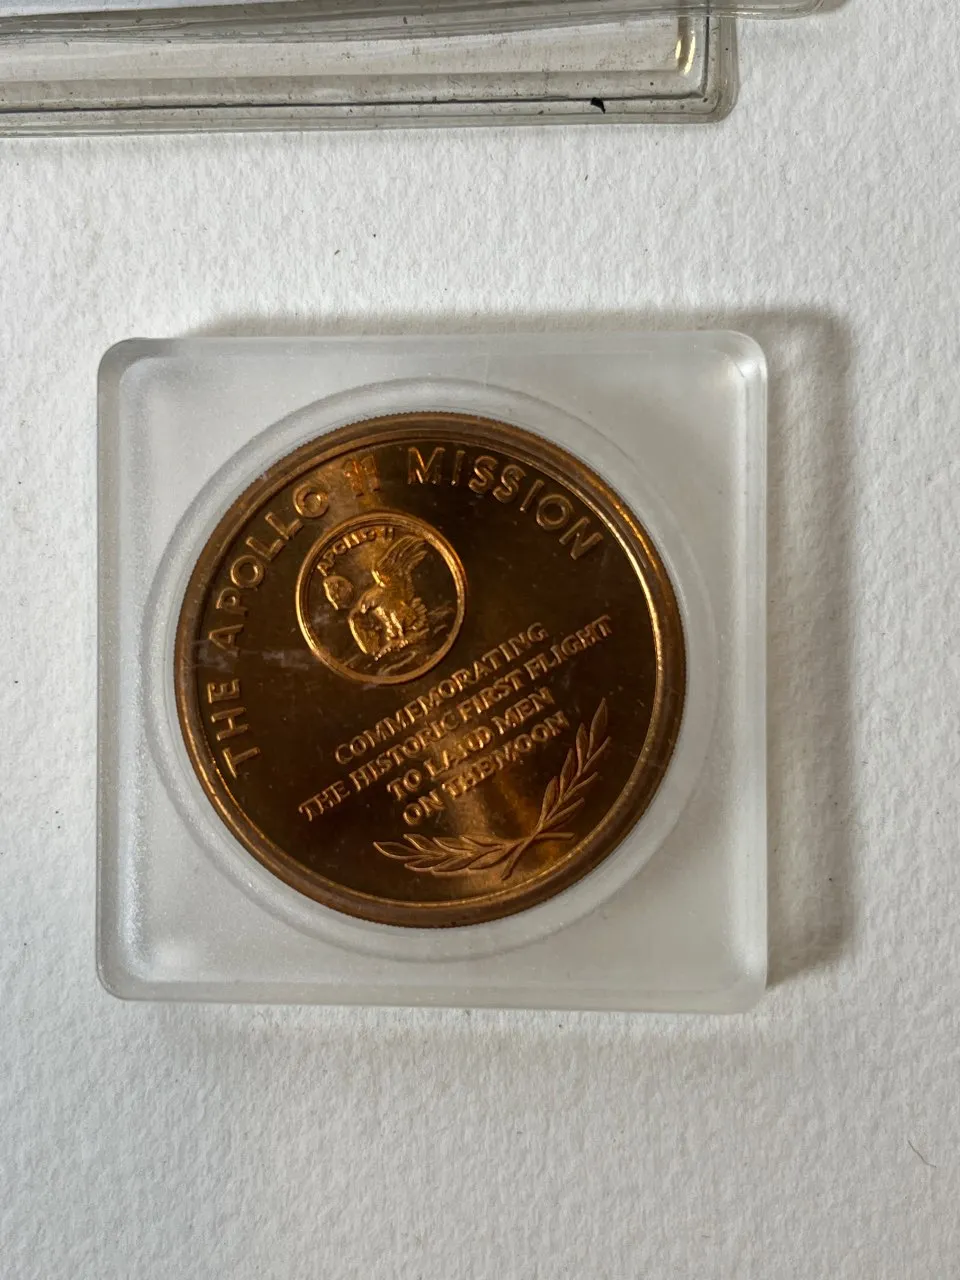 THE APOLLO 11 MISSION
APOLLO 11
COMMEMORATING
THE HISTORIC FIRST FLIGHT
TO LAND MEN
ON THE MOON